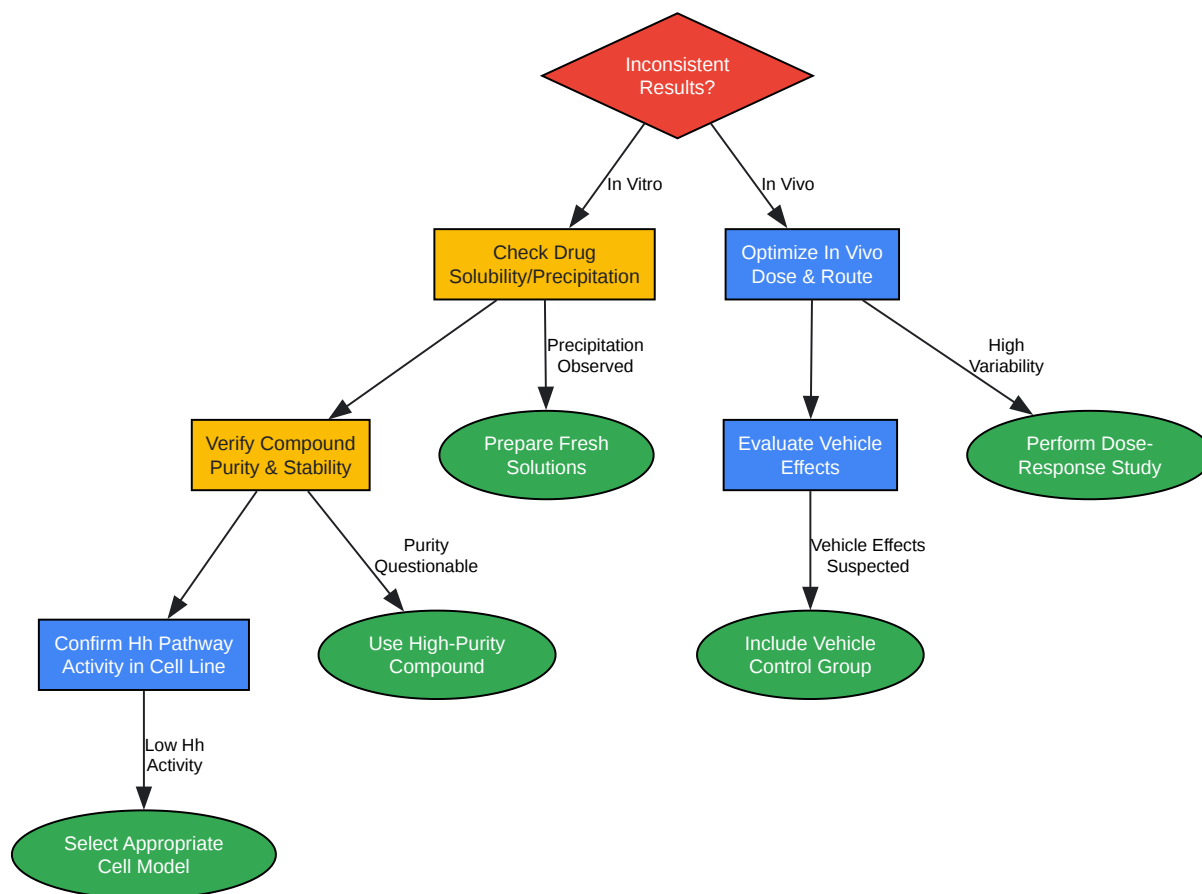 Inconsistent
Results?
In Vitro
In Vivo
Check Drug
Solubility/Precipitation
Optimize In Vivo
Dose & Route
Precipitation
Observed
High
Variability
Verify Compound
Purity & Stability
Prepare Fresh
Solutions
Evaluate Vehicle
Effects
Perform Dose-
Response Study
Purity
Questionable
Vehicle Effects
Suspected
Confirm Hh Pathway
Activity in Cell Line
Use High-Purity
Compound
Include Vehicle
Control Group
Low Hh
Activity
Select Appropriate
Cell Model